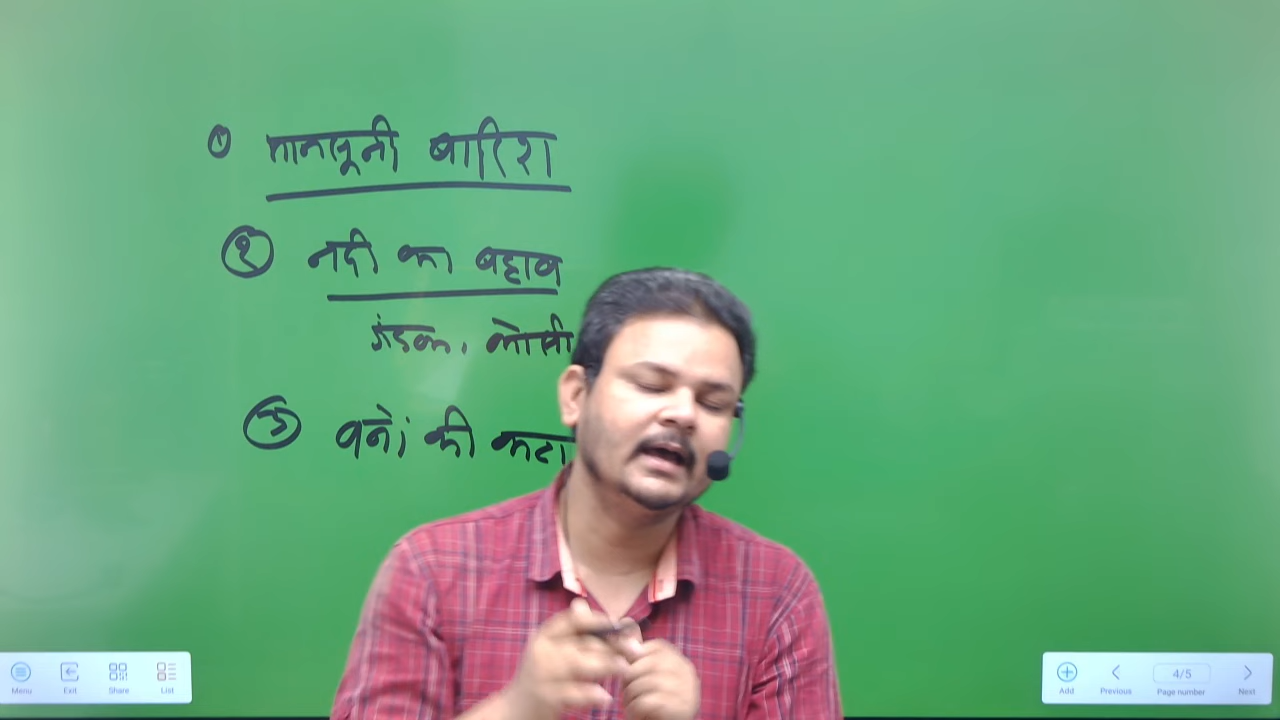 ① मानसूनी बारिश
② नदी का बहाव
गंडक, कोसी
③ वनों की कटा
Menu Exit Share List
Add Previous 4/5 Page number Next